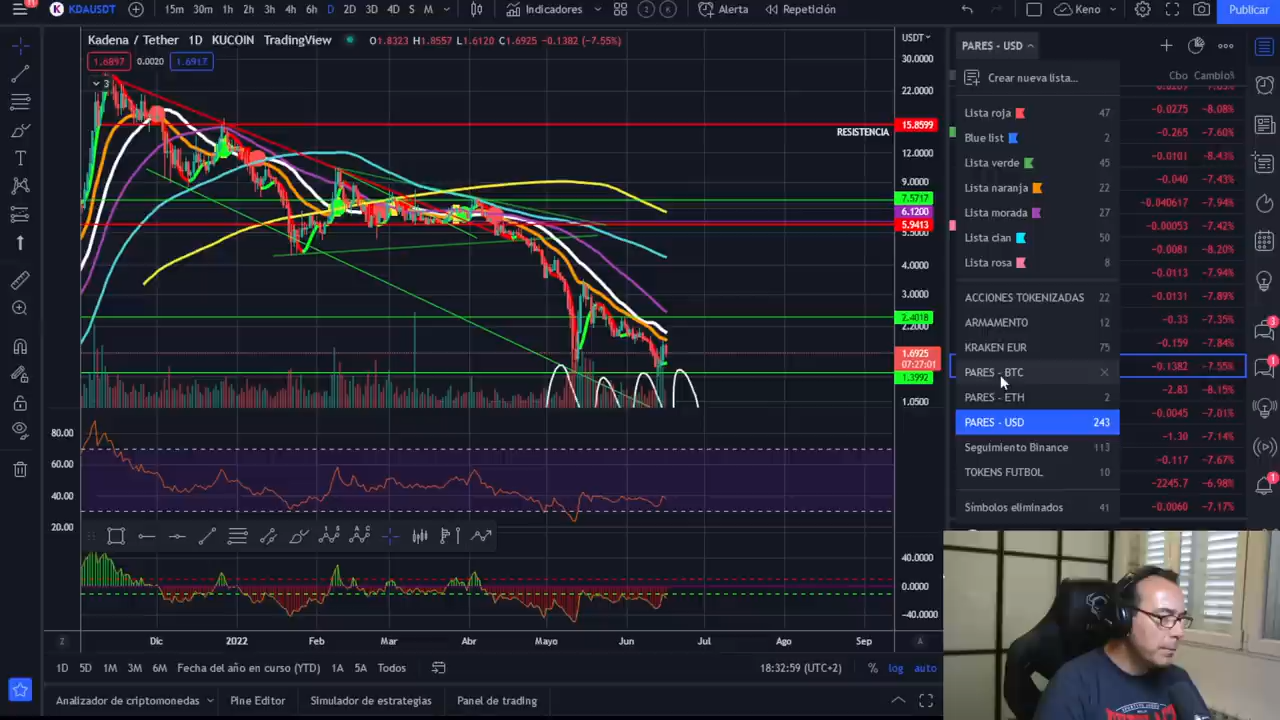 11
KDAUSDT 15m 30m 1h 2h 3h 4h 6h D 2D 3D 4D S M Indicadores 2 Alerta Repetición Keno Publicar
Kadena / Tether 1D KUCOIN TradingView O1.8323 H1.8557 L1.6120 C1.6925 -0.1382 (-7.55%)
1.6897 0.0020 1.6917
3
RESISTENCIA
USDT
30.0000
22.0000
15.8599
12.0000
9.0000
7.5717
6.1200
5.9413
4.0000
3.0000
2.4018
2.2000
1.6925
07:27:01
1.3992
1.0500
80.00
60.00
40.00
20.00
40.0000
0.0000
-40.0000
Z Dic 2022 Feb Mar Abr Mayo Jun Jul Ago Sep A
1D 5D 1M 3M 6M Fecha del año en curso (YTD) 1A 5A Todos 18:32:59 (UTC+2) % log auto
Analizador de criptomonedas Pine Editor Simulador de estrategias Panel de trading
PARES - USD
Cbo Cambio%
Crear nueva lista...
Lista roja 47
Blue list 2
Lista verde 45
Lista naranja 22
Lista morada 27
Lista cian 50
Lista rosa 8
ACCIONES TOKENIZADAS 22
ARMAMENTO 12
KRAKEN EUR 75
PARES - BTC
PARES - ETH 2
PARES - USD 243
Seguimiento Binance 113
TOKENS FUTBOL 10
Símbolos eliminados 41
-0.0275 -8.08%
-0.265 -7.60%
-0.0101 -8.43%
-0.040 -7.43%
-0.040617 -7.94%
-0.00053 -7.42%
-0.0081 -8.20%
-0.0113 -7.94%
-0.0131 -7.89%
-0.33 -7.35%
-0.159 -7.84%
-0.1382 -7.55%
-2.83 -8.15%
-0.0045 -7.01%
-1.30 -7.14%
-0.117 -7.67%
-2245.7 -6.98%
-0.0060 -7.17%
3
1
1